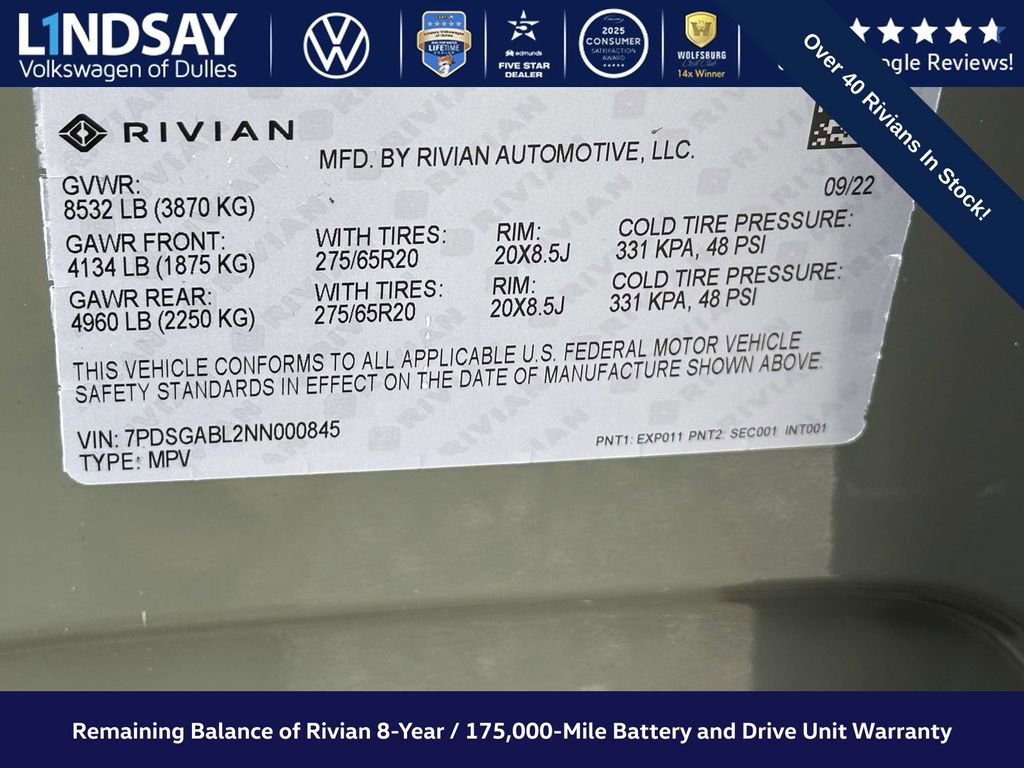 L1NDSAY
Volkswagen of Dulles
LIFETIME
5
edmunds
FIVE STAR
DEALER
2025
CONSUMER
SATISFACTION
AWARD
WOLFSBURG
14x Winner
ogle Reviews!
Over 40 Rivians In Stock!
RIVIAN
MFD. BY RIVIAN AUTOMOTIVE, LLC.
09/22
GVWR:
8532 LB (3870 KG)
GAWR FRONT: WITH TIRES: RIM: COLD TIRE PRESSURE:
4134 LB (1875 KG) 275/65R20 20X8.5J 331 KPA, 48 PSI
GAWR REAR: WITH TIRES: RIM: COLD TIRE PRESSURE:
4960 LB (2250 KG) 275/65R20 20X8.5J 331 KPA, 48 PSI
THIS VEHICLE CONFORMS TO ALL APPLICABLE U.S. FEDERAL MOTOR VEHICLE
SAFETY STANDARDS IN EFFECT ON THE DATE OF MANUFACTURE SHOWN ABOVE.
VIN: 7PDSGABL2NN000845
TYPE: MPV
PNT1: EXP011 PNT2: SEC001 INT001
Remaining Balance of Rivian 8-Year / 175,000-Mile Battery and Drive Unit Warranty